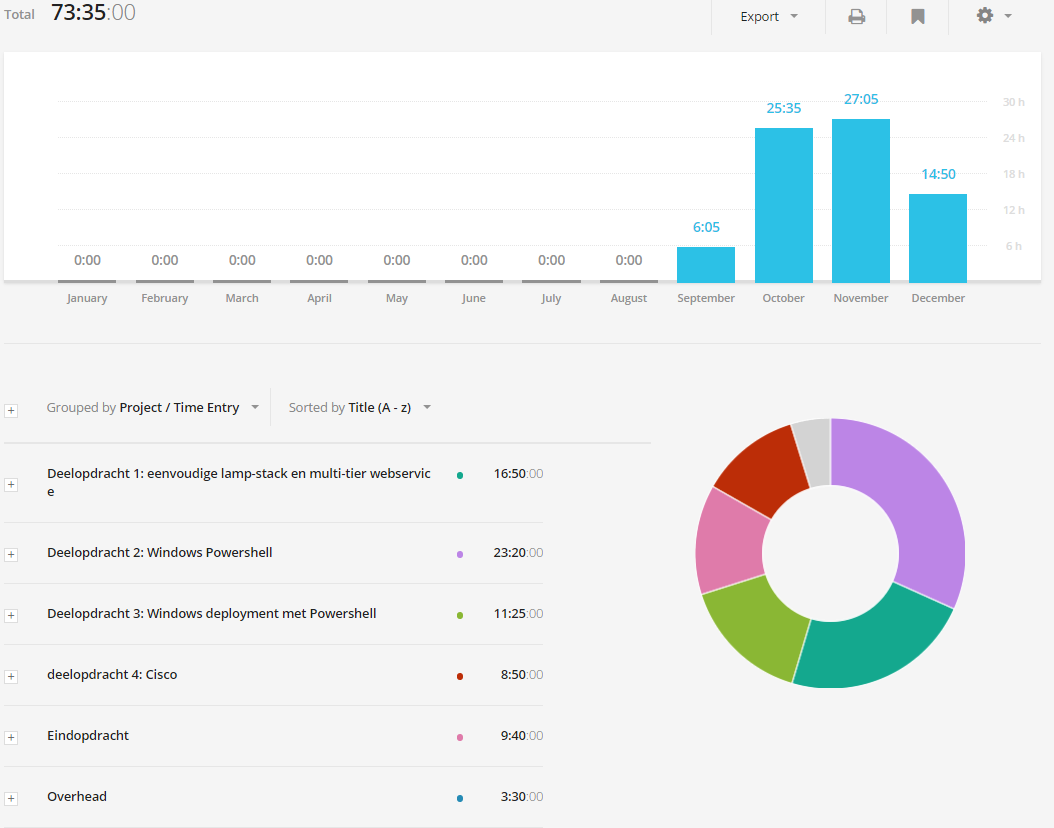 Total 73:35:00 Export
30 h
27:05
25:35
24 h
18 h
14:50
12 h
6:05
6 h
0:00 0:00 0:00 0:00 0:00 0:00 0:00 0:00
January February March April May June July August September October November December
Grouped by Project / Time Entry Sorted by Title (A - z)
Deelopdracht 1: eenvoudige lamp-stack en multi-tier webservic 16:50:00
e
Deelopdracht 2: Windows Powershell 23:20:00
Deelopdracht 3: Windows deployment met Powershell 11:25:00
deelopdracht 4: Cisco 8:50:00
Eindopdracht 9:40:00
Overhead 3:30:00